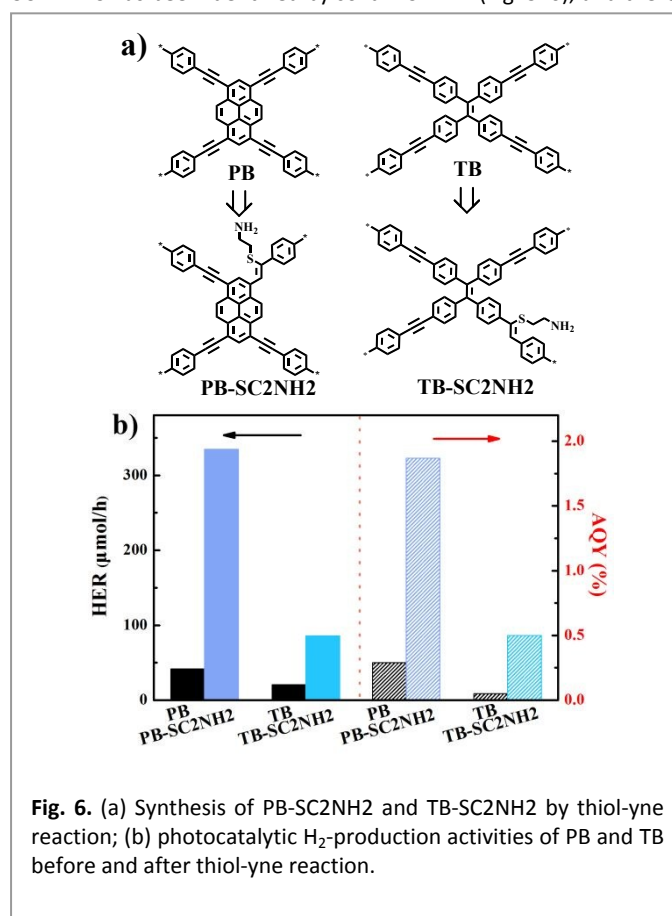 a)
* * * *
* * * *
PB TB
NH₂
* * * *
S
S NH₂
* * * *
PB-SC2NH2 TB-SC2NH2
b)
HER (μmol/h)
300
200
100
0
2.0
1.5
1.0
0.5
0.0
AQY (%)
PB
PB-SC2NH2
TB
TB-SC2NH2
PB
PB-SC2NH2
TB
TB-SC2NH2
Fig. 6. (a) Synthesis of PB-SC2NH2 and TB-SC2NH2 by thiol-yne
reaction; (b) photocatalytic H₂-production activities of PB and TB
before and after thiol-yne reaction.